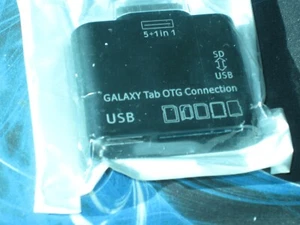 5+1 in 1
SD
USB
GALAXY Tab OTG Connection
USB